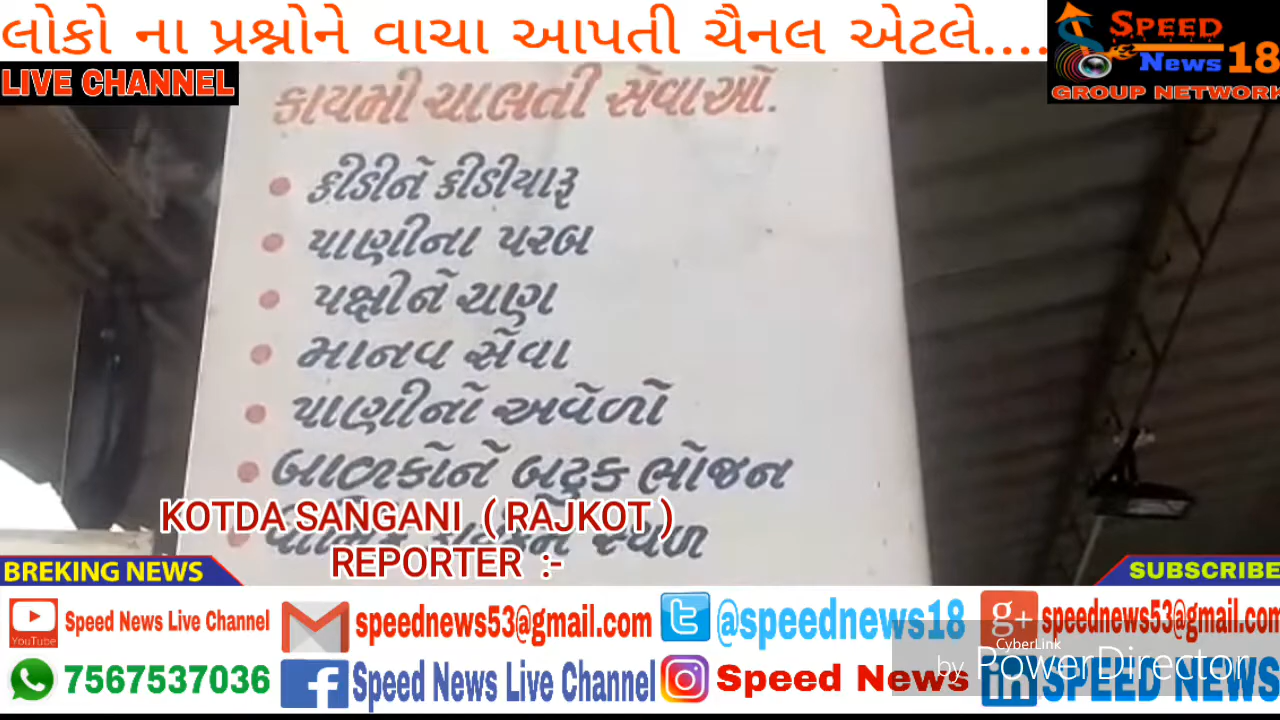 લોકો ના પ્રશ્નોને વાચા આપતી ચૈનલ એટલે....
SPEED
News 18
GROUP NETWORK
LIVE CHANNEL
કાયમી ચાલતી સેવાઓ.
કીડીને કીડીયારૂ
પાણીના પરબ
પક્ષીને ચણ
માનવ સેવા
પાણીનો અવેળો
બાળકોને બટુક ભોજન
સ્થળ
KOTDA SANGANI ( RAJKOT )
REPORTER :-
BREKING NEWS
SUBSCRIBE
YouTube
Speed News Live Channel
speednews53@gmail.com
@speednews18
g+
speednews53@gmail.com
7567537036
f
Speed News Live Channel
Speed News
in
SPEED NEWS
CyberLink
by PowerDirector